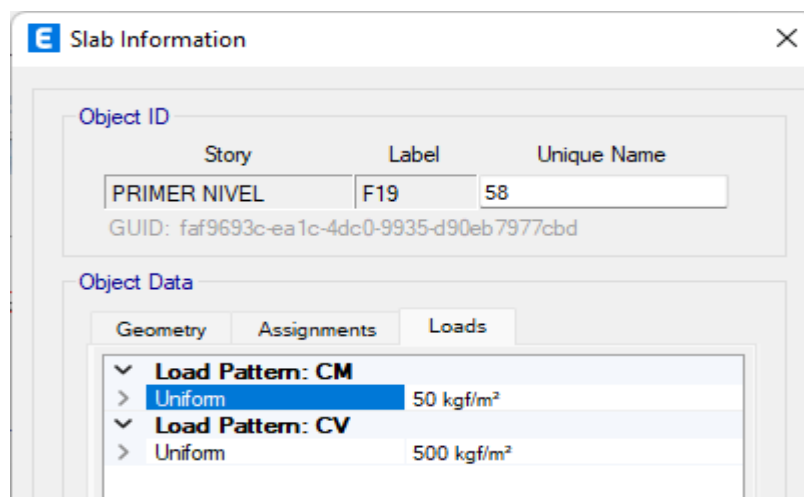 E Slab Information
Object ID
Story Label Unique Name
PRIMER NIVEL F19 58
GUID: faf9693c-ea1c-4dc0-9935-d90eb7977cbd
Object Data
Geometry Assignments Loads
Load Pattern: CM
Uniform 50 kgf/m²
Load Pattern: CV
Uniform 500 kgf/m²